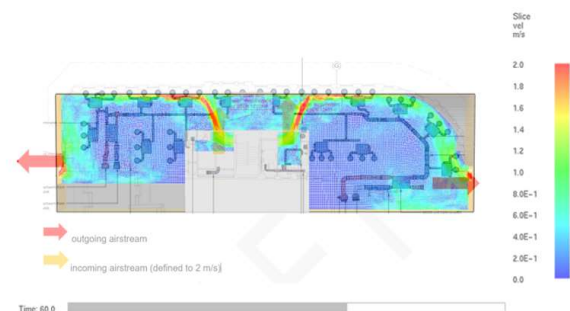 Slice
vel
m/s
2.0
1.8
1.6
1.4
1.2
1.0
8.0E-1
6.0E-1
4.0E-1
2.0E-1
0.0
outgoing airstream
incoming airstream (defined to 2 m/s)
Time: 60.0